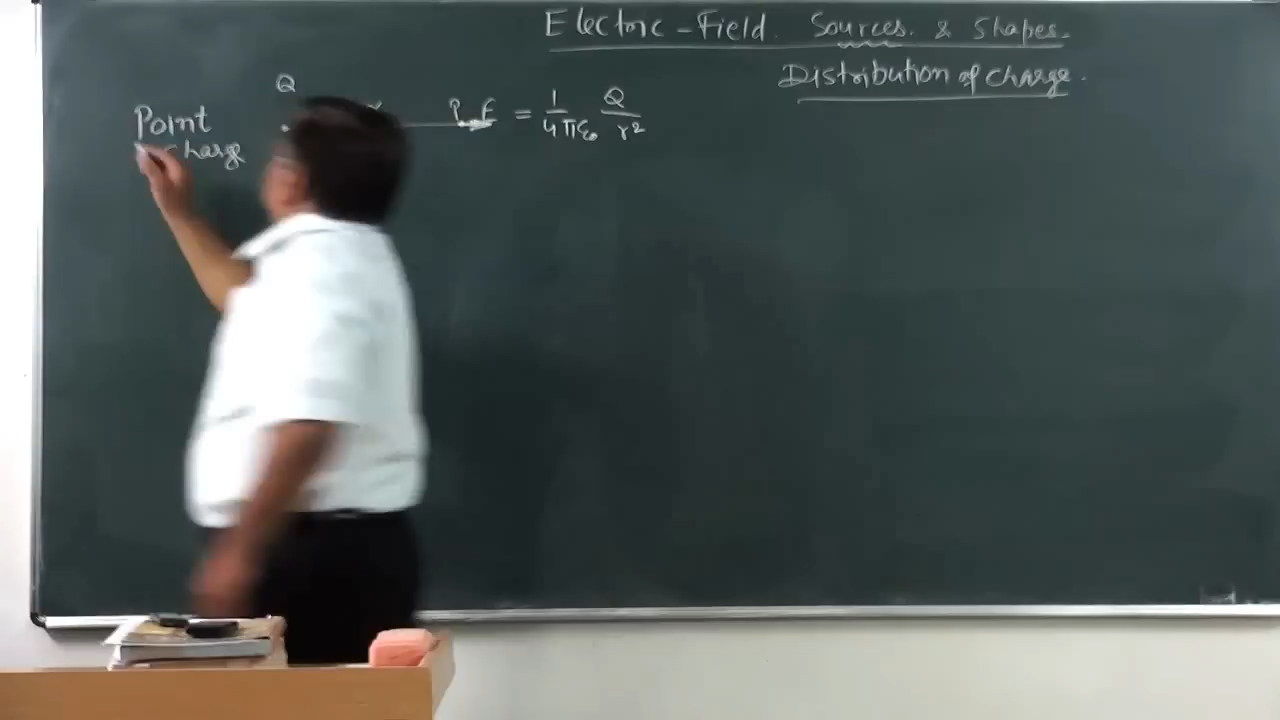 Electric - Field. Sources. & Shapes.
Distribution of Charge.
Q
Point
charge
r P E = 1/4πε₀ Q/r²